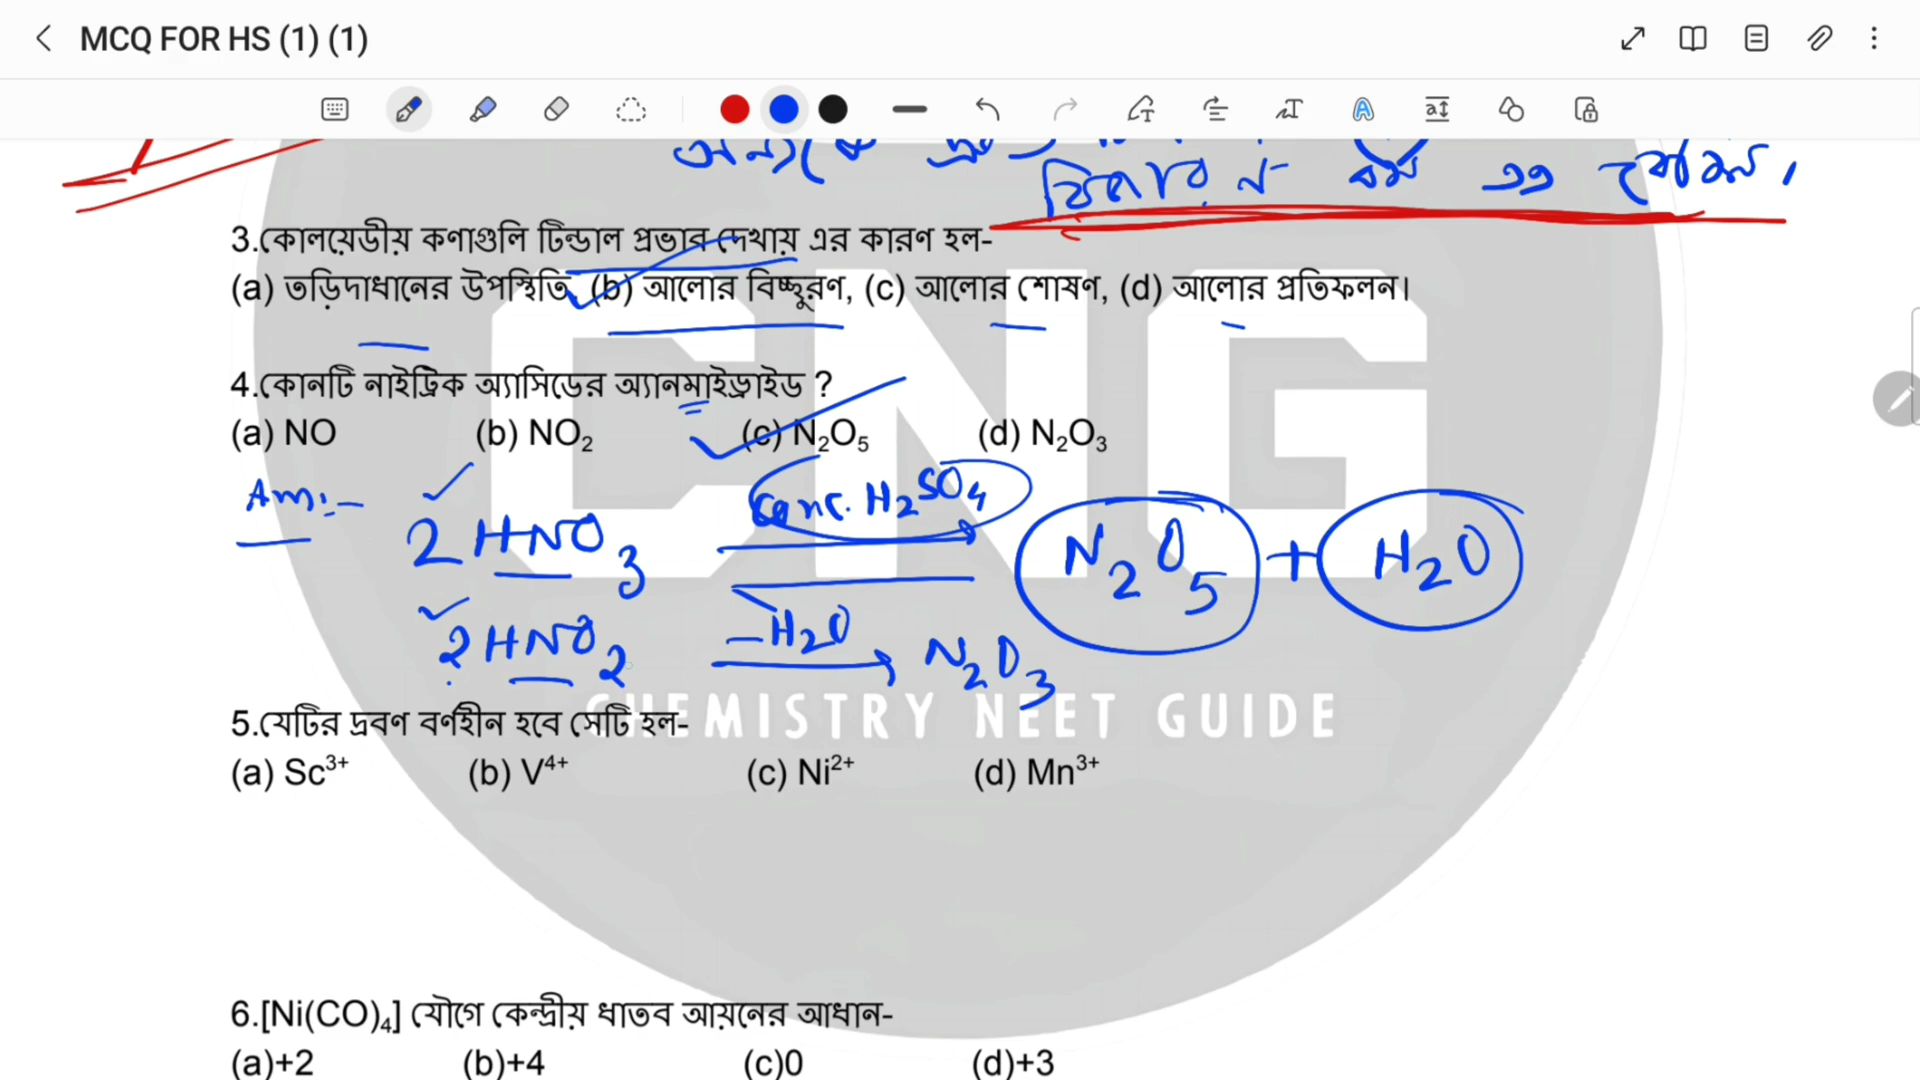 MCQ FOR HS (1) (1)
3.কোলয়েডীয় কণাগুলি টিন্ডাল প্রভাব দেখায় এর কারণ হল-
(a) তড়িদাধানের উপস্থিতি, (b) আলোর বিচ্ছুরণ, (c) আলোর শোষণ, (d) আলোর প্রতিফলন।
4.কোনটি নাইট্রিক অ্যাসিডের অ্যানমাইড্রাইড ?
(a) NO (b) NO₂ (c) N₂O₅ (d) N₂O₃
Ans:- 2HNO₃ conc. H₂SO₄ N₂O₅ + H₂O
2HNO₂ -H₂O → N₂O₃
CNG
CHEMISTRY NEET GUIDE
5.যেটির দ্রবণ বর্ণহীন হবে সেটি হল-
(a) Sc³⁺ (b) V⁴⁺ (c) Ni²⁺ (d) Mn³⁺
6.[Ni(CO)₄] যৌগে কেন্দ্রীয় ধাতব আয়নের আধান-
(a)+2 (b)+4 (c)0 (d)+3